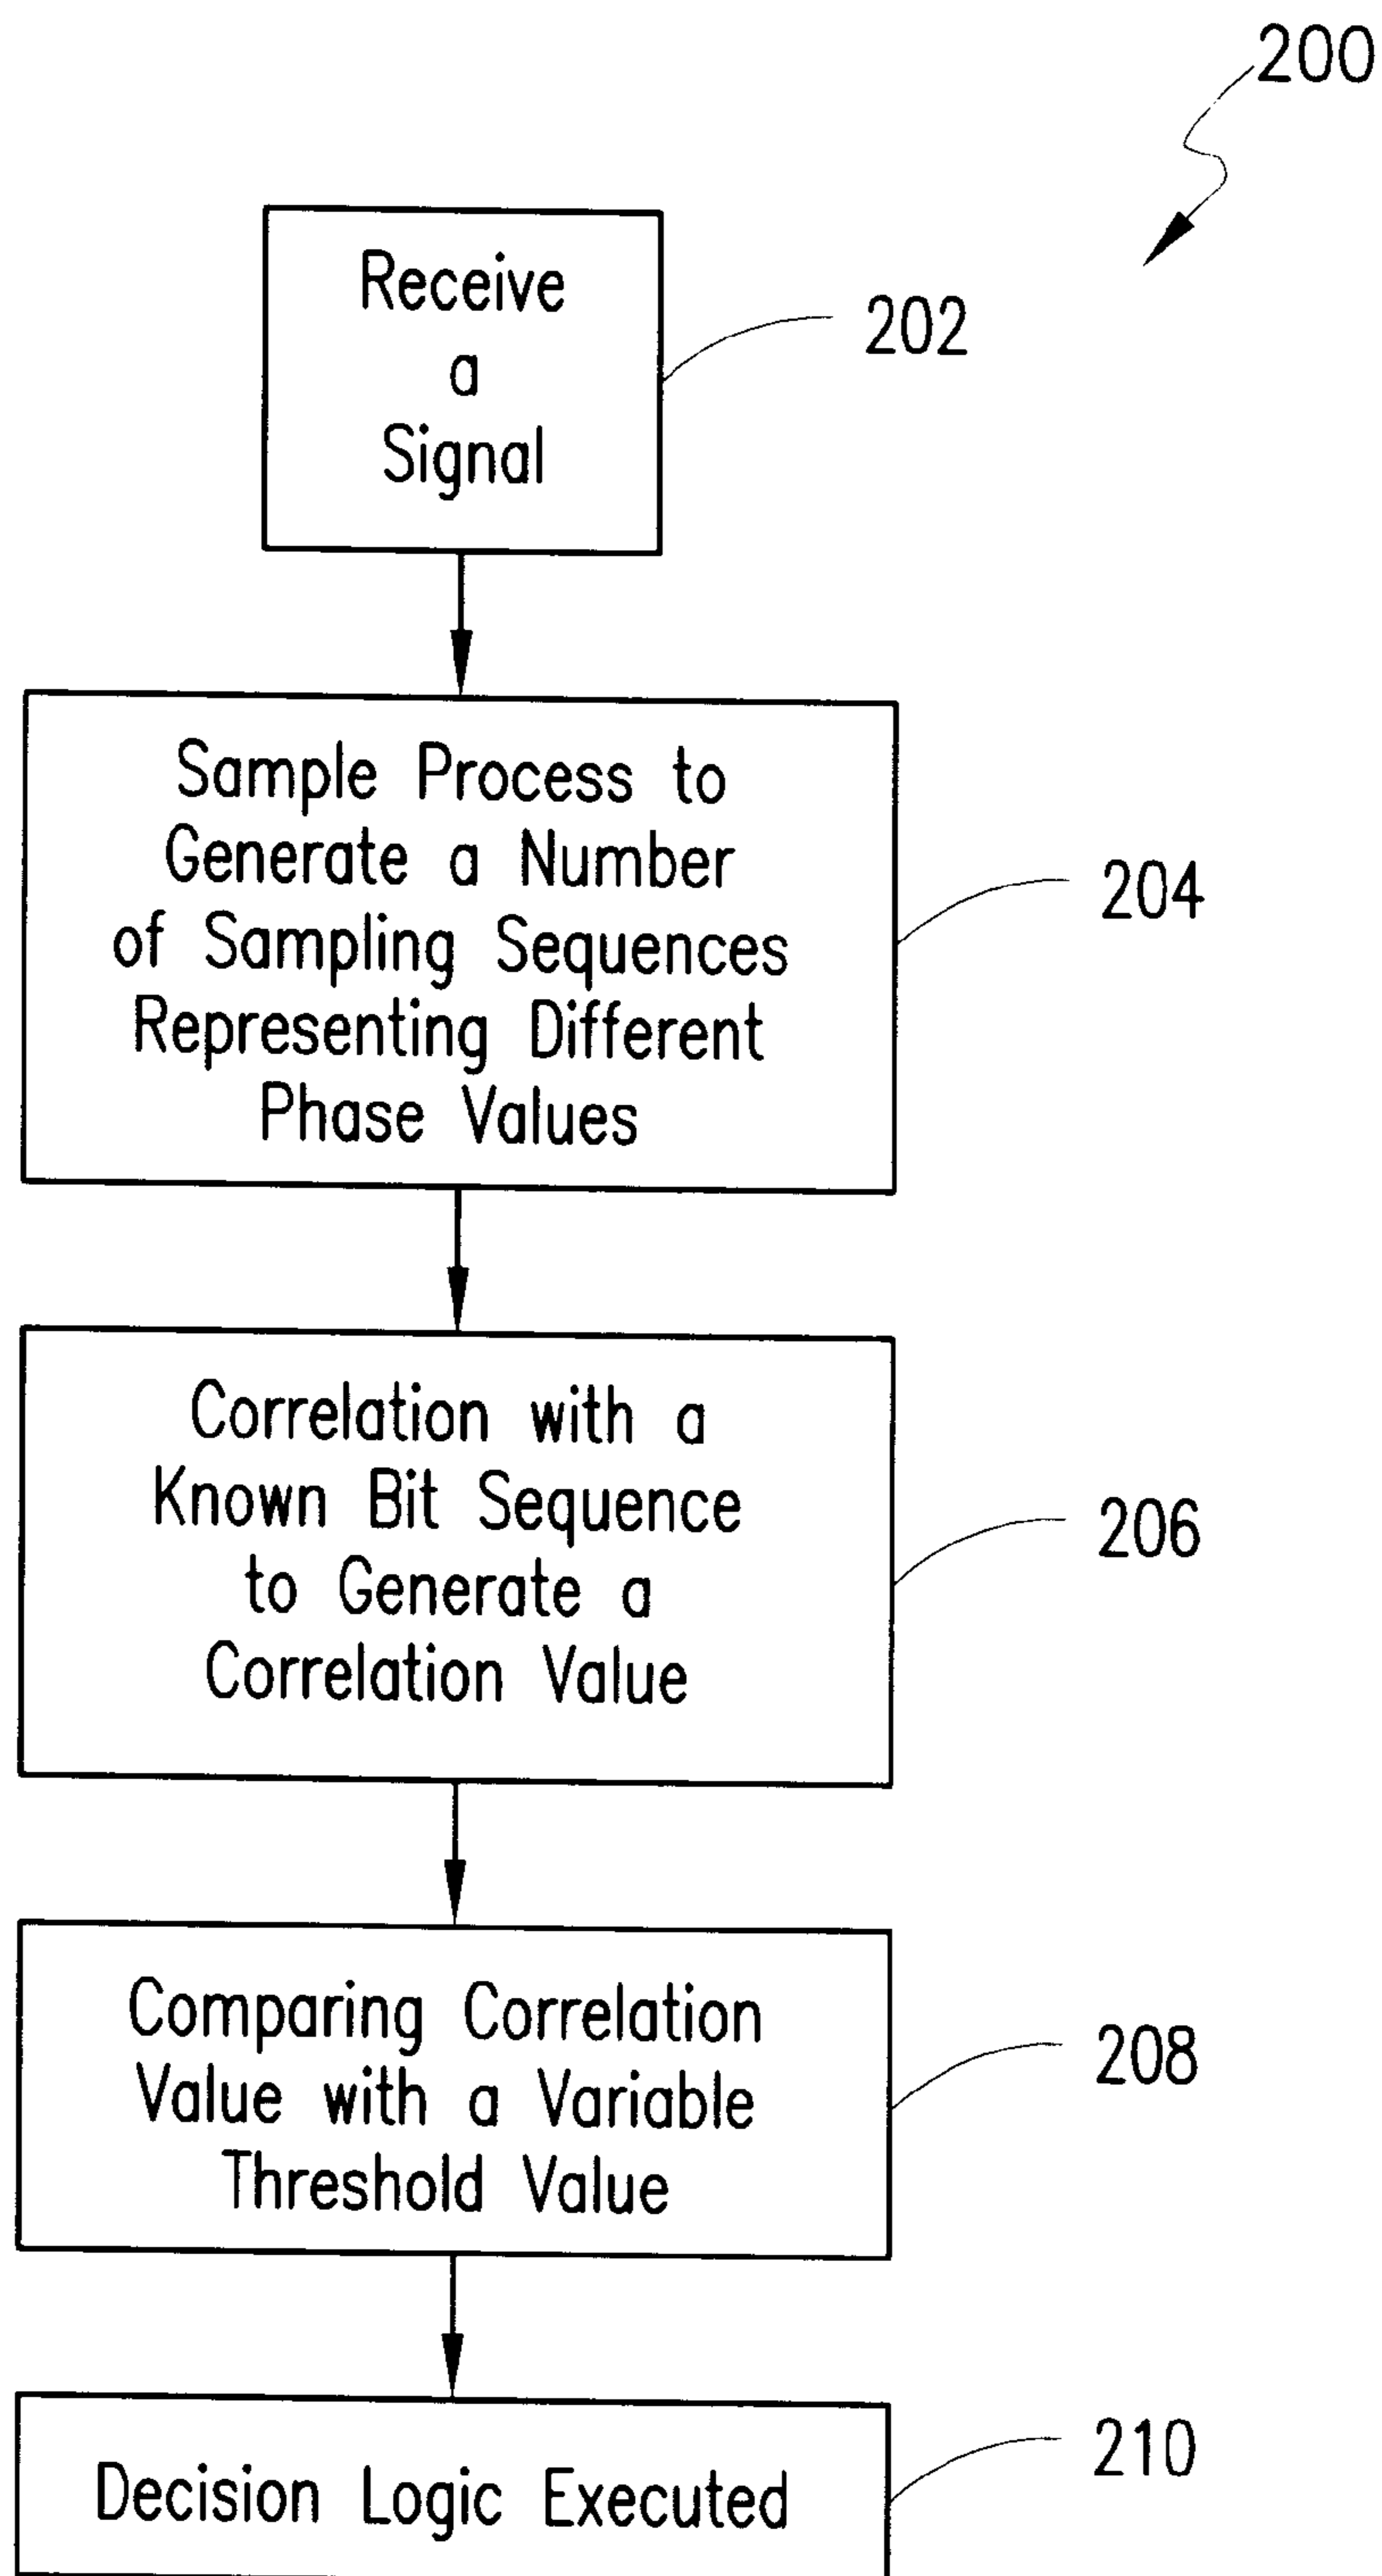 200
Receive
a
Signal
202
Sample Process to
Generate a Number
of Sampling Sequences
Representing Different
Phase Values
204
Correlation with a
Known Bit Sequence
to Generate a
Correlation Value
206
Comparing Correlation
Value with a Variable
Threshold Value
208
Decision Logic Executed
210